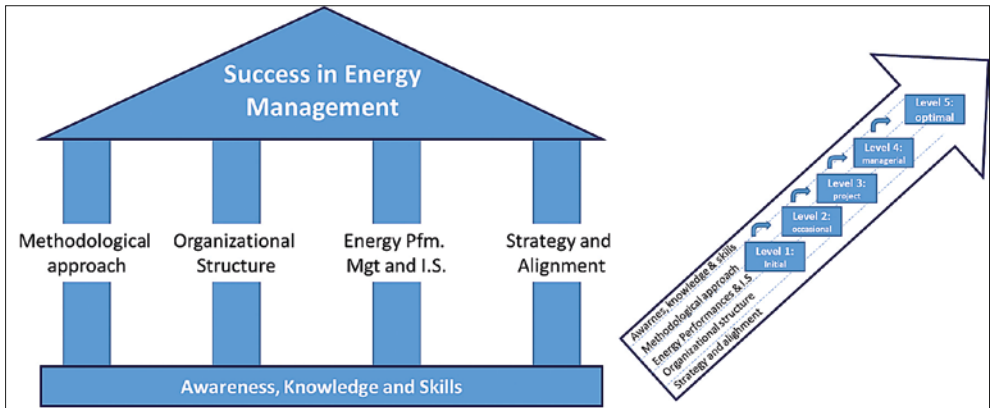 Success in Energy
Management
Methodological
approach
Organizational
Structure
Energy Pfm.
Mgt and I.S.
Strategy and
Alignment
Awareness, Knowledge and Skills
Level 5:
optimal
Level 4:
managerial
Level 3:
project
Level 2:
occasional
Level 1:
Initial
Awarnes, knowledge & skills
Methodological approach
Energy Performances & I.S
Organizational structure
Strategy and alighment